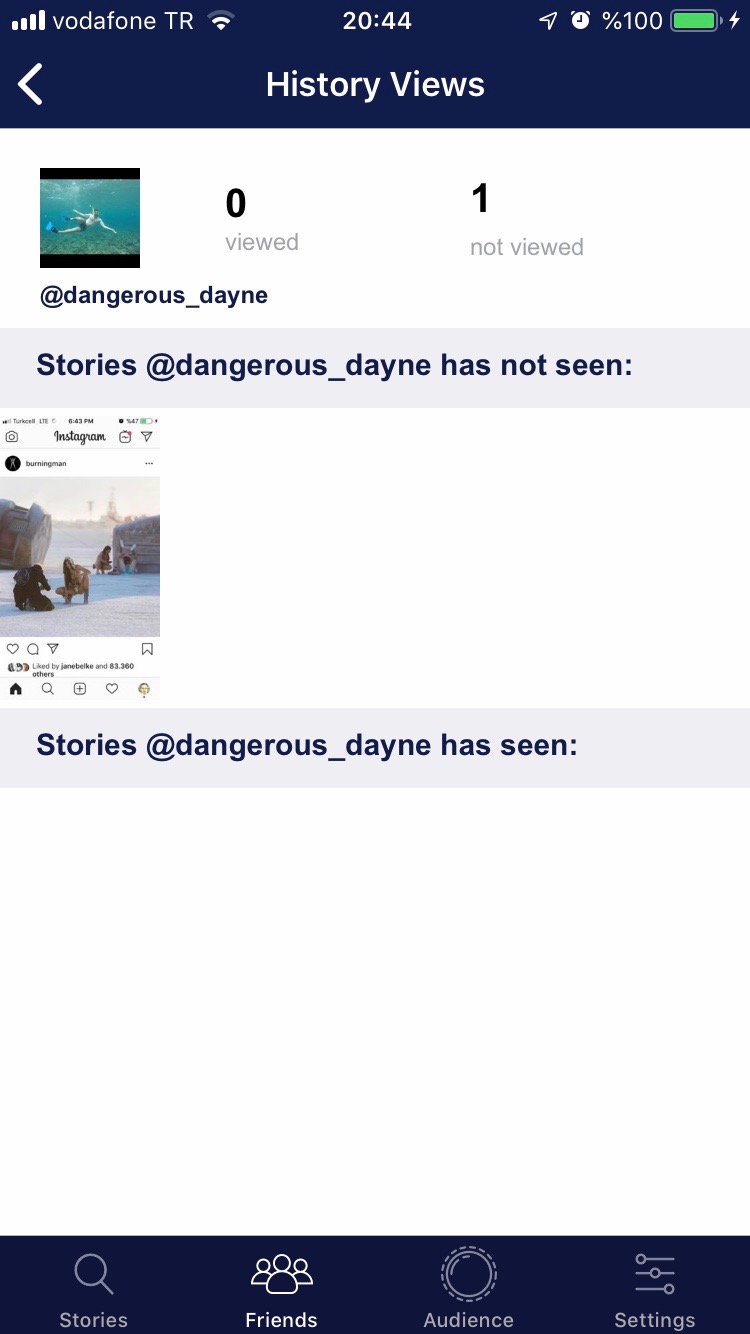 vodafone TR 20:44 %100
History Views
0
viewed
1
not viewed
@dangerous_dayne
Stories @dangerous_dayne has not seen:
Turkcell LTE 6:43 PM %47
Instagram
burningman
Liked by janebelke and 83.360
others
Stories @dangerous_dayne has seen:
Stories Friends Audience Settings